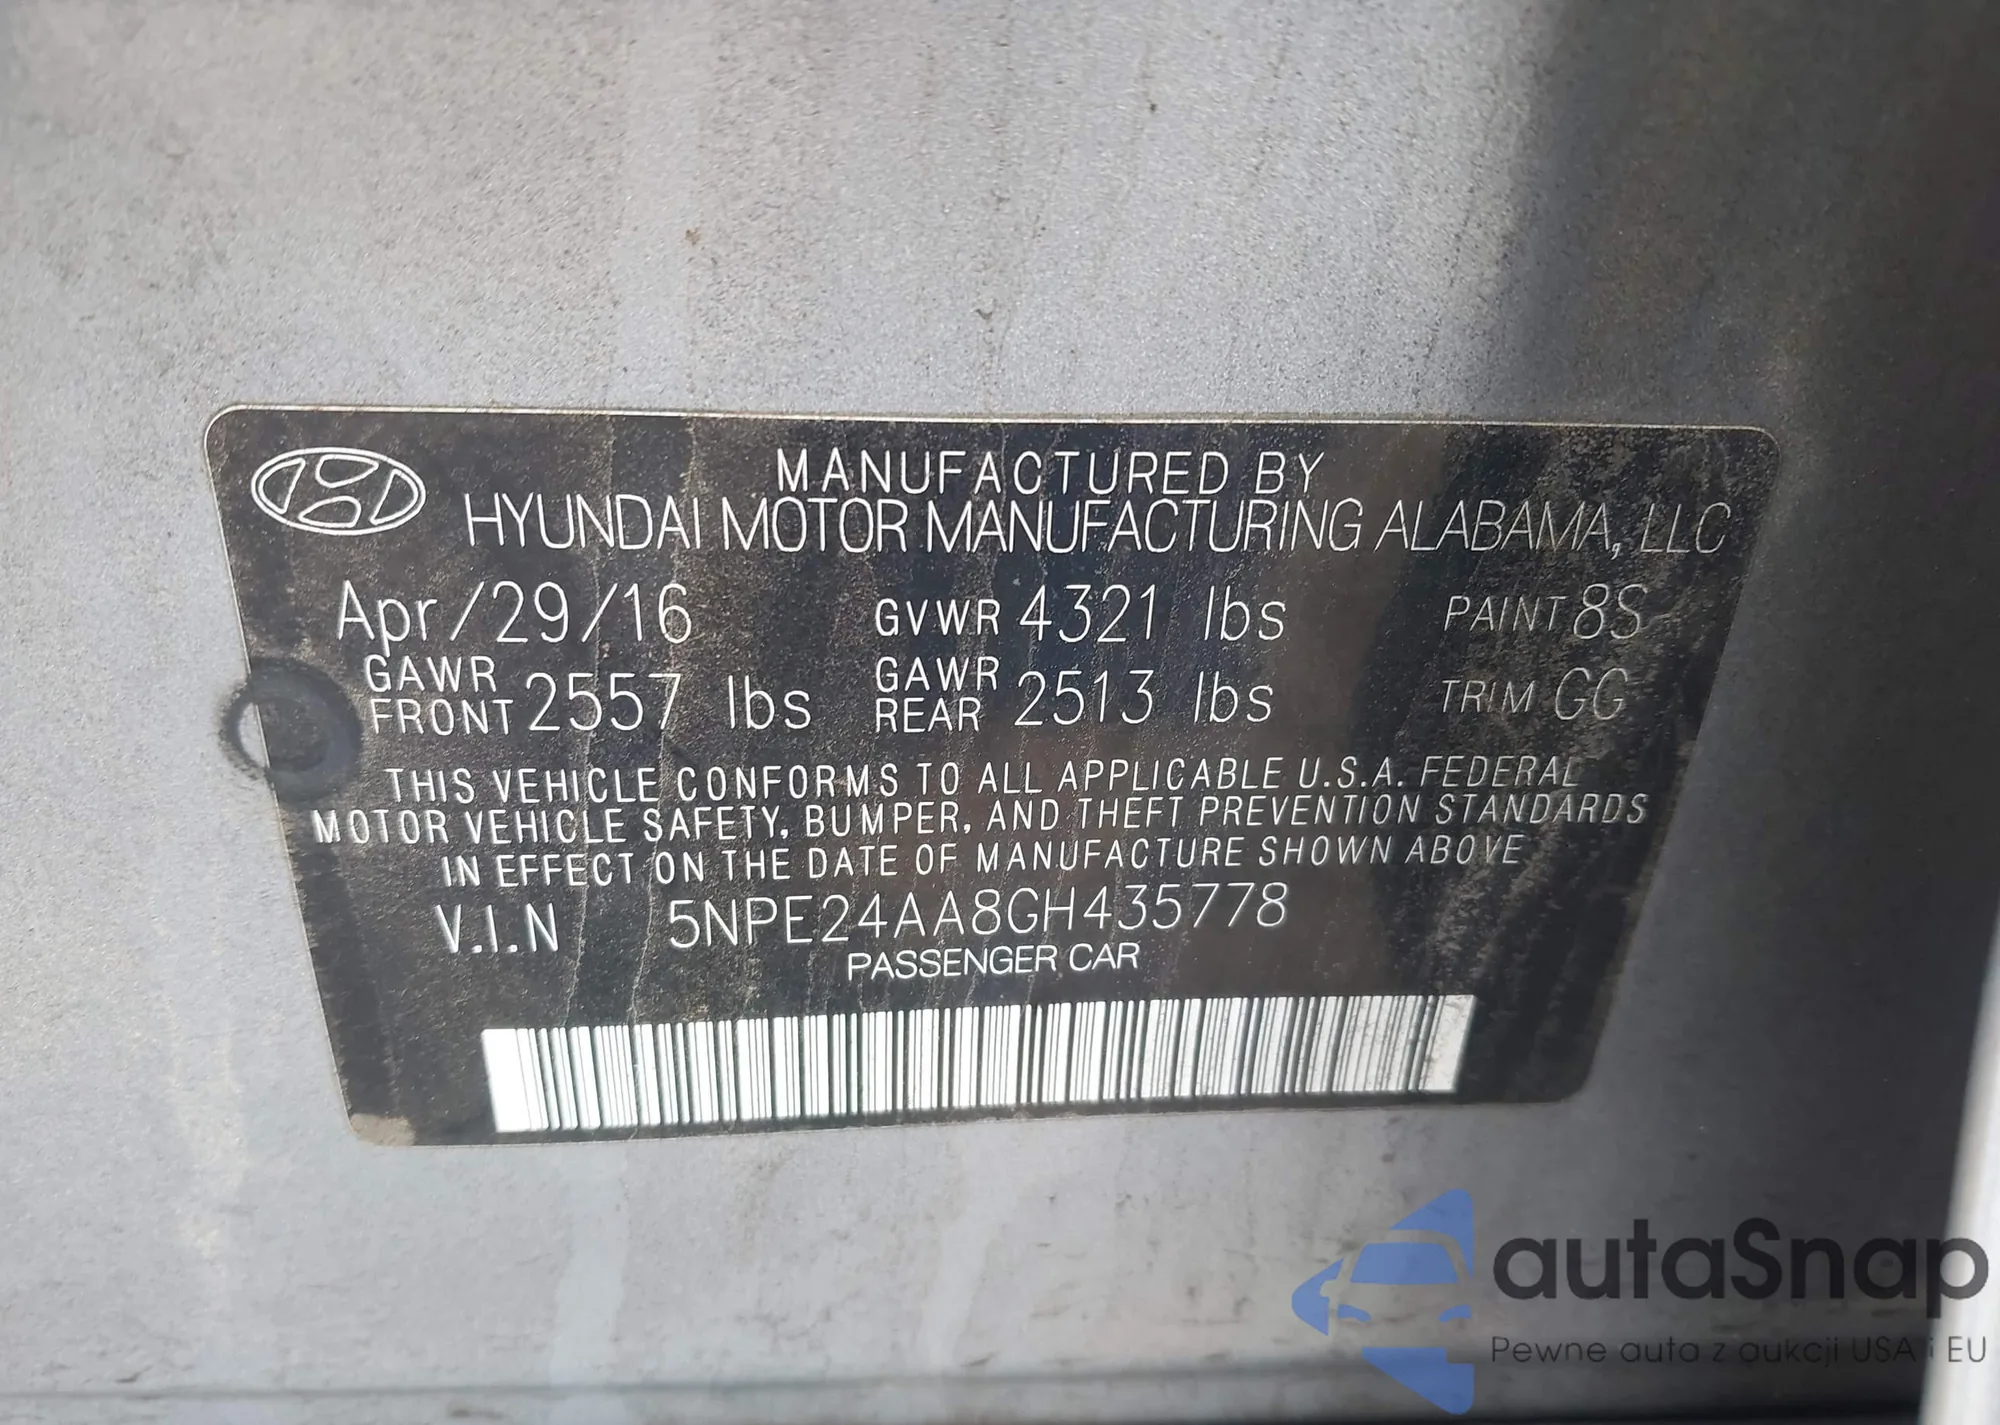 MANUFACTURED BY
HYUNDAI MOTOR MANUFACTURING ALABAMA, LLC
Apr/29/16 GVWR 4321 lbs PAINT 8S
GAWR FRONT 2557 lbs GAWR REAR 2513 lbs TRIM GG
THIS VEHICLE CONFORMS TO ALL APPLICABLE U.S.A. FEDERAL
MOTOR VEHICLE SAFETY, BUMPER, AND THEFT PREVENTION STANDARDS
IN EFFECT ON THE DATE OF MANUFACTURE SHOWN ABOVE
V.I.N 5NPE24AA8GH435778
PASSENGER CAR
autaSnap
Pewne auta z aukcji USA i EU